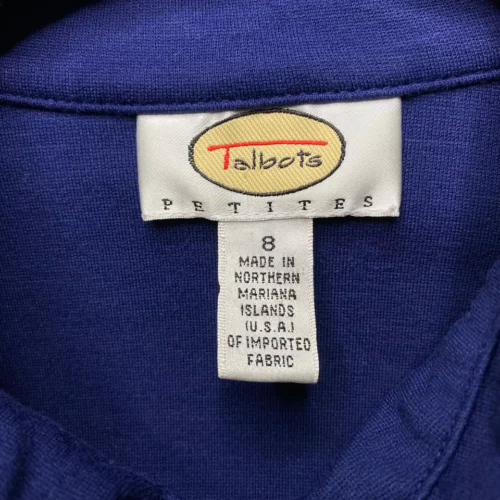 Talbots
PETITES
8
MADE IN
NORTHERN
MARIANA
ISLANDS
(U.S.A.)
OF IMPORTED
FABRIC